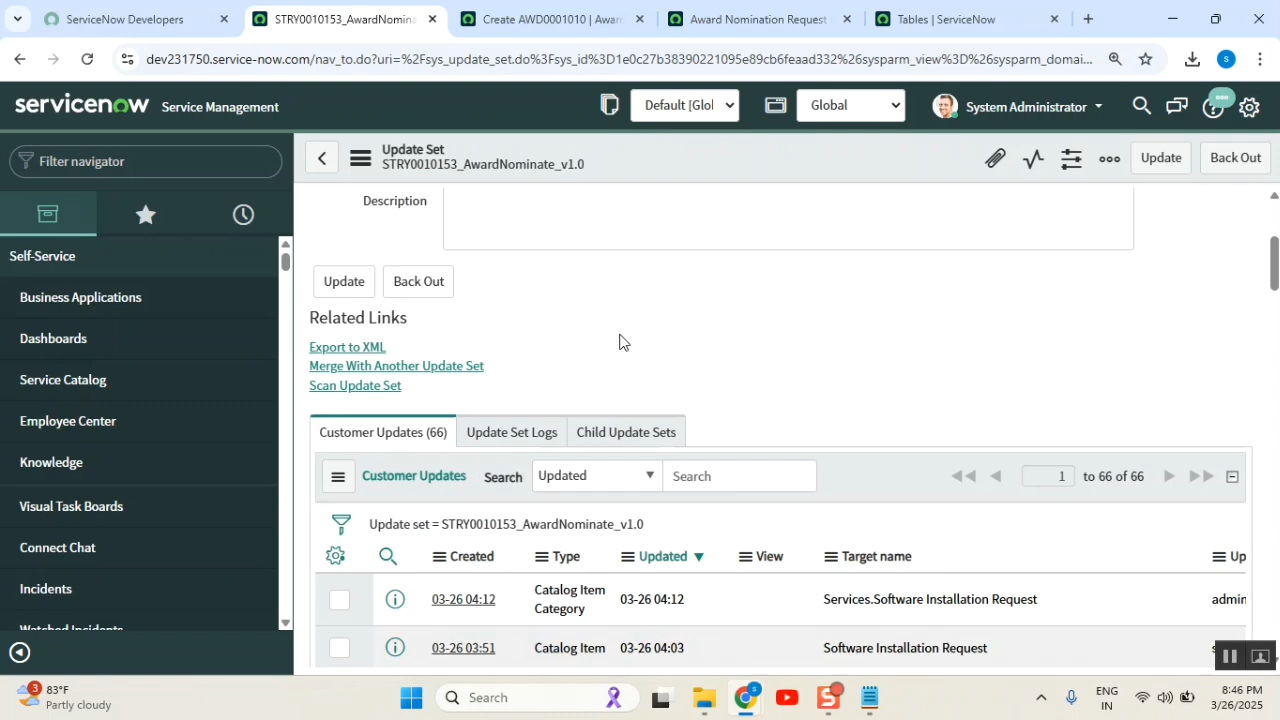 ServiceNow Developers
STRY0010153_AwardNomina
Create AWD0001010 | Awar
Award Nomination Request
Tables | ServiceNow
dev231750.service-now.com/nav_to.do?uri=%2Fsys_update_set.do%3Fsys_id%3D1e0c27b38390221095e89cb6feaad332%26sysparm_view%3D%26sysparm_domai...
S
servicenow Service Management
Default [Glol
Global
System Administrator
Filter navigator
Update Set
STRY0010153_AwardNominate_v1.0
Update
Back Out
Self-Service
Business Applications
Dashboards
Service Catalog
Employee Center
Knowledge
Visual Task Boards
Connect Chat
Incidents
Watched Incidents
Description
Update
Back Out
Related Links
Export to XML
Merge With Another Update Set
Scan Update Set
Customer Updates (66)
Update Set Logs
Child Update Sets
Customer Updates
Search
Updated
Search
1 to 66 of 66
Update set = STRY0010153_AwardNominate_v1.0
Created
Type
Updated
View
Target name
Up
03-26 04:12
Catalog Item
Category
03-26 04:12
Services.Software Installation Request
admin
03-26 03:51
Catalog Item
03-26 04:03
Software Installation Request
3
83°F
Partly cloudy
Search
ENG
IN
8:46 PM
3/26/2025